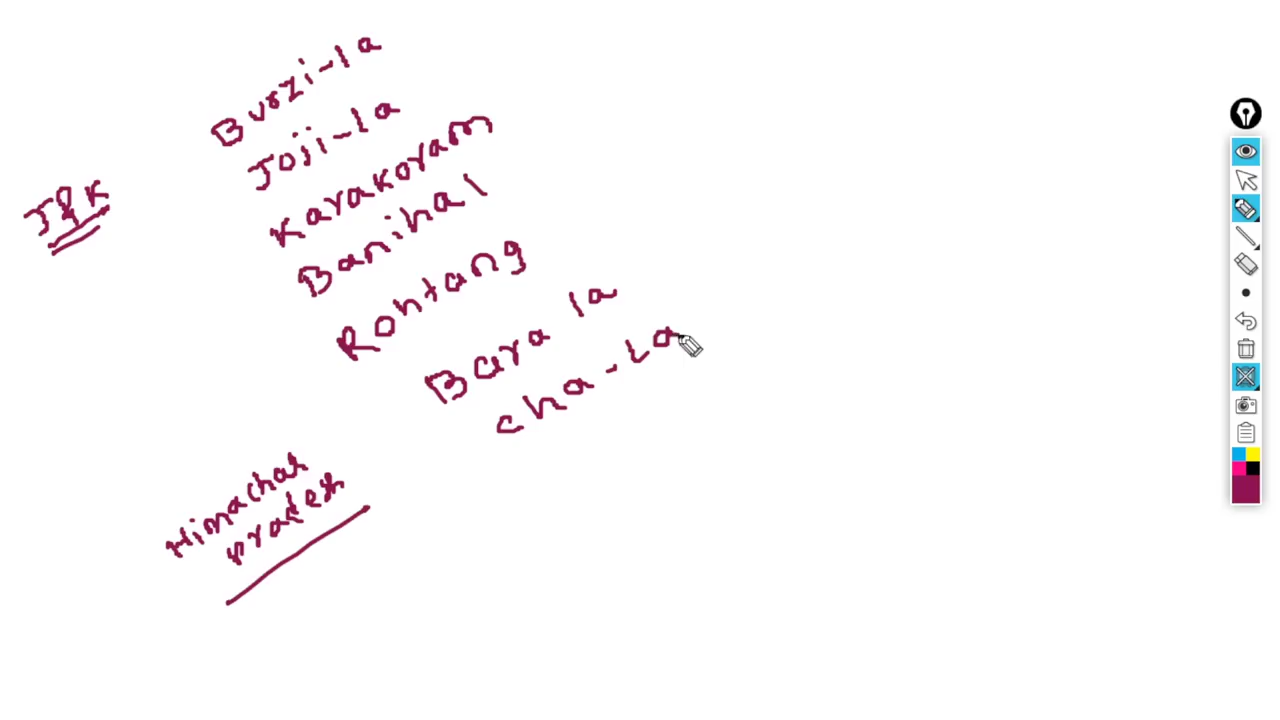 Burzi-la
Joji-la
J&K
Karakoram
Banihal
Rohtang
Bara la
cha-La
Himachal
pradesh